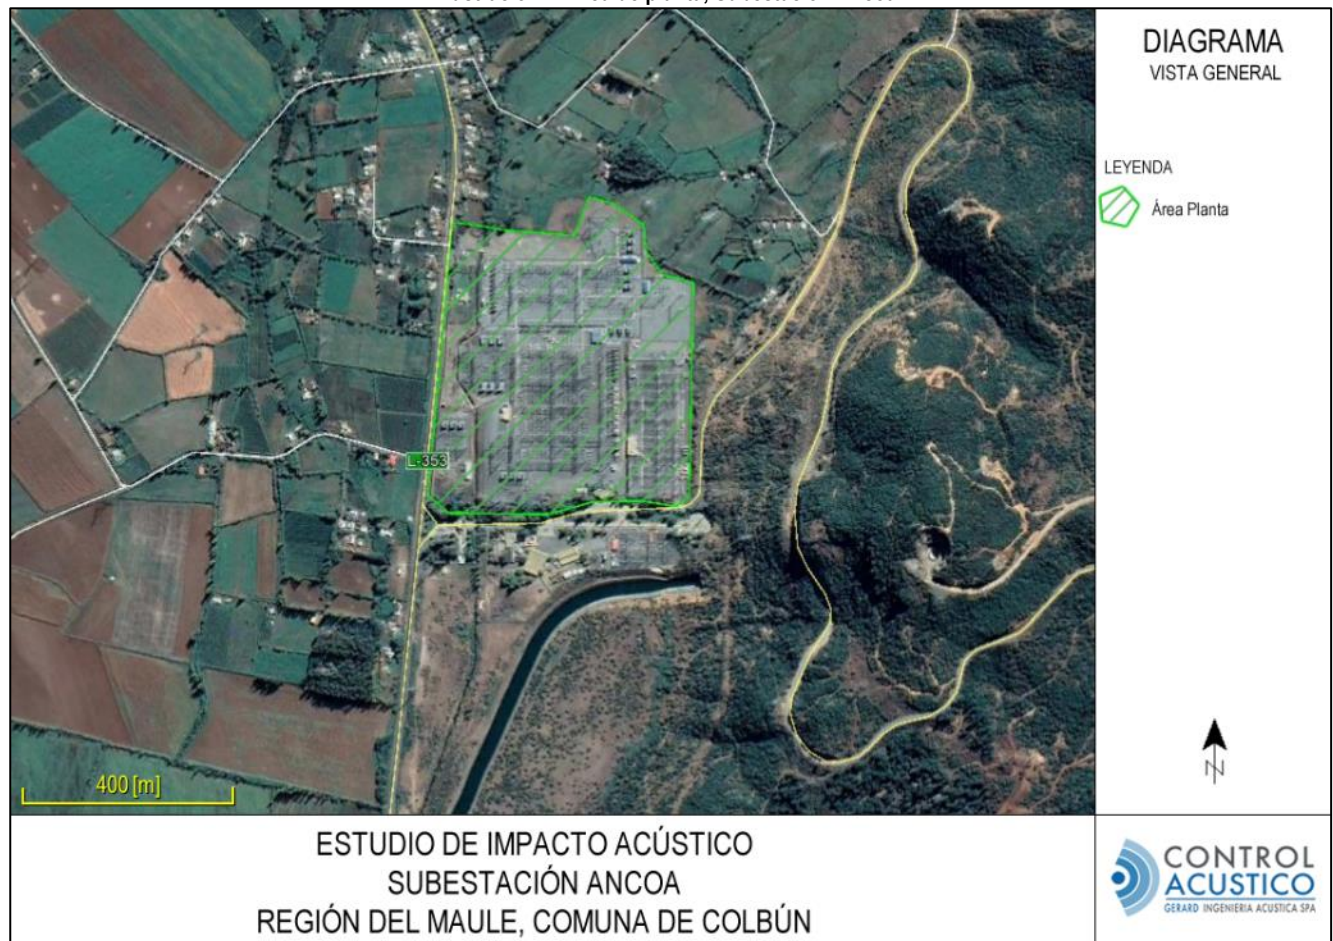 DIAGRAMA
VISTA GENERAL
LEYENDA
Área Planta
L-353
400 [m]
N
ESTUDIO DE IMPACTO ACÚSTICO
SUBESTACIÓN ANCOA
REGIÓN DEL MAULE, COMUNA DE COLBÚN
CONTROL
ACUSTICO
GERARD INGENIERIA ACUSTICA SPA